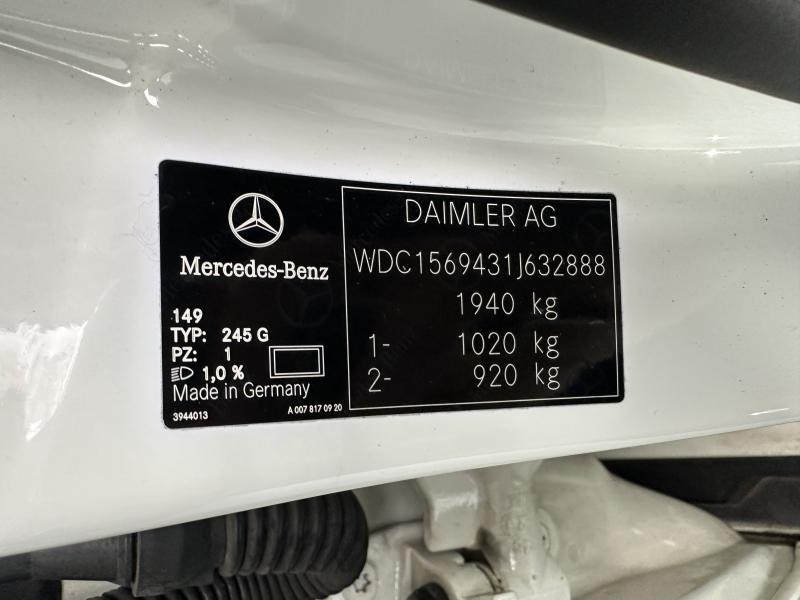 Mercedes-Benz
149
TYP: 245 G
PZ: 1
1,0 %
Made in Germany
3944013
A 007 817 09 20
DAIMLER AG
WDC1569431J632888
1940 kg
1- 1020 kg
2- 920 kg